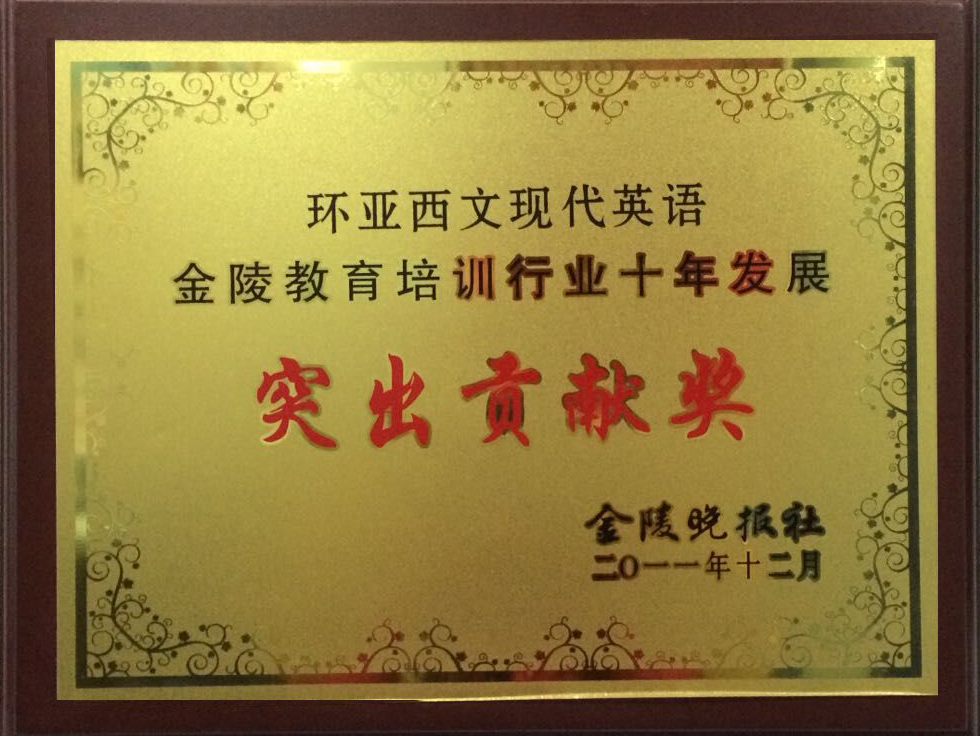 环亚西文现代英语
金陵教育培训行业十年发展
突出贡献奖
金陵晚报社
二〇一一年十二月